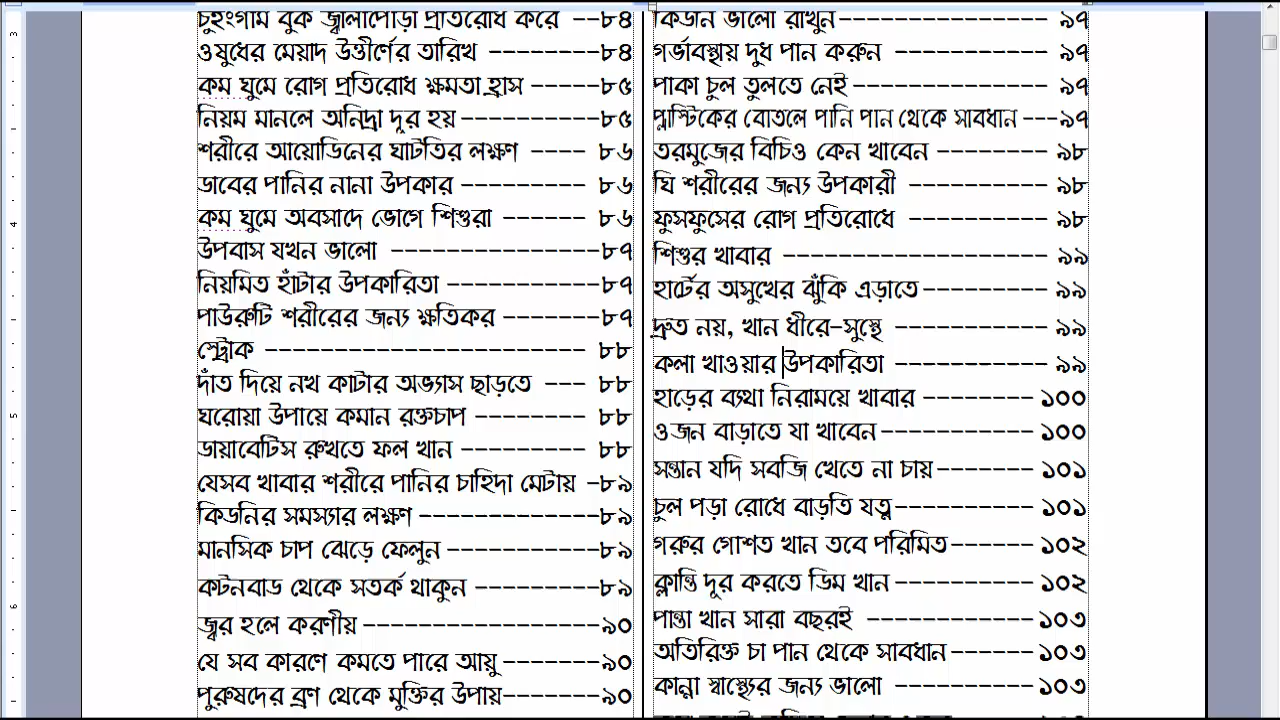 চুইংগাম বুক জ্বালাপোড়া প্রতিরোধ করে --৮৪
ওষুধের মেয়াদ উত্তীর্ণের তারিখ -------৮৪
কম ঘুমে রোগ প্রতিরোধ ক্ষমতা হ্রাস -----৮৫
নিয়ম মানলে অনিদ্রা দূর হয় ----------৮৫
শরীরে আয়োডিনের ঘাটতির লক্ষণ ---- ৮৬
ডাবের পানির নানা উপকার --------- ৮৬
কম ঘুমে অবসাদে ভোগে শিশুরা ------ ৮৬
উপবাস যখন ভালো ---------------৮৭
নিয়মিত হাঁটার উপকারিতা -----------৮৭
পাউরুটি শরীরের জন্য ক্ষতিকর -------৮৭
স্ট্রোক ----------------------- ৮৮
দাঁত দিয়ে নখ কাটার অভ্যাস ছাড়তে --- ৮৮
ঘরোয়া উপায়ে কমান রক্তচাপ -------- ৮৮
ডায়াবেটিস রুখতে ফল খান --------- ৮৮
যেসব খাবার শরীরে পানির চাহিদা মেটায় -৮৯
কিডনির সমস্যার লক্ষণ -------------৮৯
মানসিক চাপ ঝেড়ে ফেলুন -----------৮৯
কটনবাড থেকে সতর্ক থাকুন ---------৮৯
জ্বর হলে করণীয় -----------------৯০
যে সব কারণে কমতে পারে আয়ু -------৯০
পুরুষদের ব্রণ থেকে মুক্তির উপায় -------৯০
কিডনি ভালো রাখুন -------------- ৯৭
গর্ভাবস্থায় দুধ পান করুন ----------- ৯৭
পাকা চুল তুলতে নেই ------------- ৯৭
প্লাস্টিকের বোতলে পানি পান থেকে সাবধান ---৯৭
তরমুজের বিচিও কেন খাবেন -------- ৯৮
ঘি শরীরের জন্য উপকারী ---------- ৯৮
ফুসফুসের রোগ প্রতিরোধে ---------- ৯৮
শিশুর খাবার ------------------ ৯৯
হার্টের অসুখের ঝুঁকি এড়াতে -------- ৯৯
দ্রুত নয়, খান ধীরে-সুস্থে ---------- ৯৯
কলা খাওয়ার উপকারিতা ---------- ৯৯
হাড়ের ব্যথা নিরাময়ে খাবার -------- ১০০
ওজন বাড়াতে যা খাবেন ----------- ১০০
সন্তান যদি সবজি খেতে না চায় ------- ১০১
চুল পড়া রোধে বাড়তি যত্ন ---------- ১০১
গরুর গোশত খান তবে পরিমিত ------ ১০২
ক্লান্তি দূর করতে ডিম খান ---------- ১০২
পান্তা খান সারা বছরই ------------ ১০৩
অতিরিক্ত চা পান থেকে সাবধান ------ ১০৩
কান্না স্বাস্থ্যের জন্য ভালো ----------- ১০৩